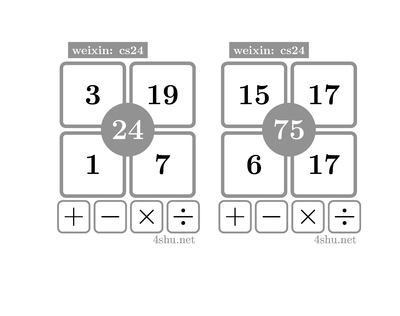 weixin: cs24
3 19
24
1 7
+ − × ÷
4shu.net
weixin: cs24
15 17
75
6 17
+ − × ÷
4shu.net